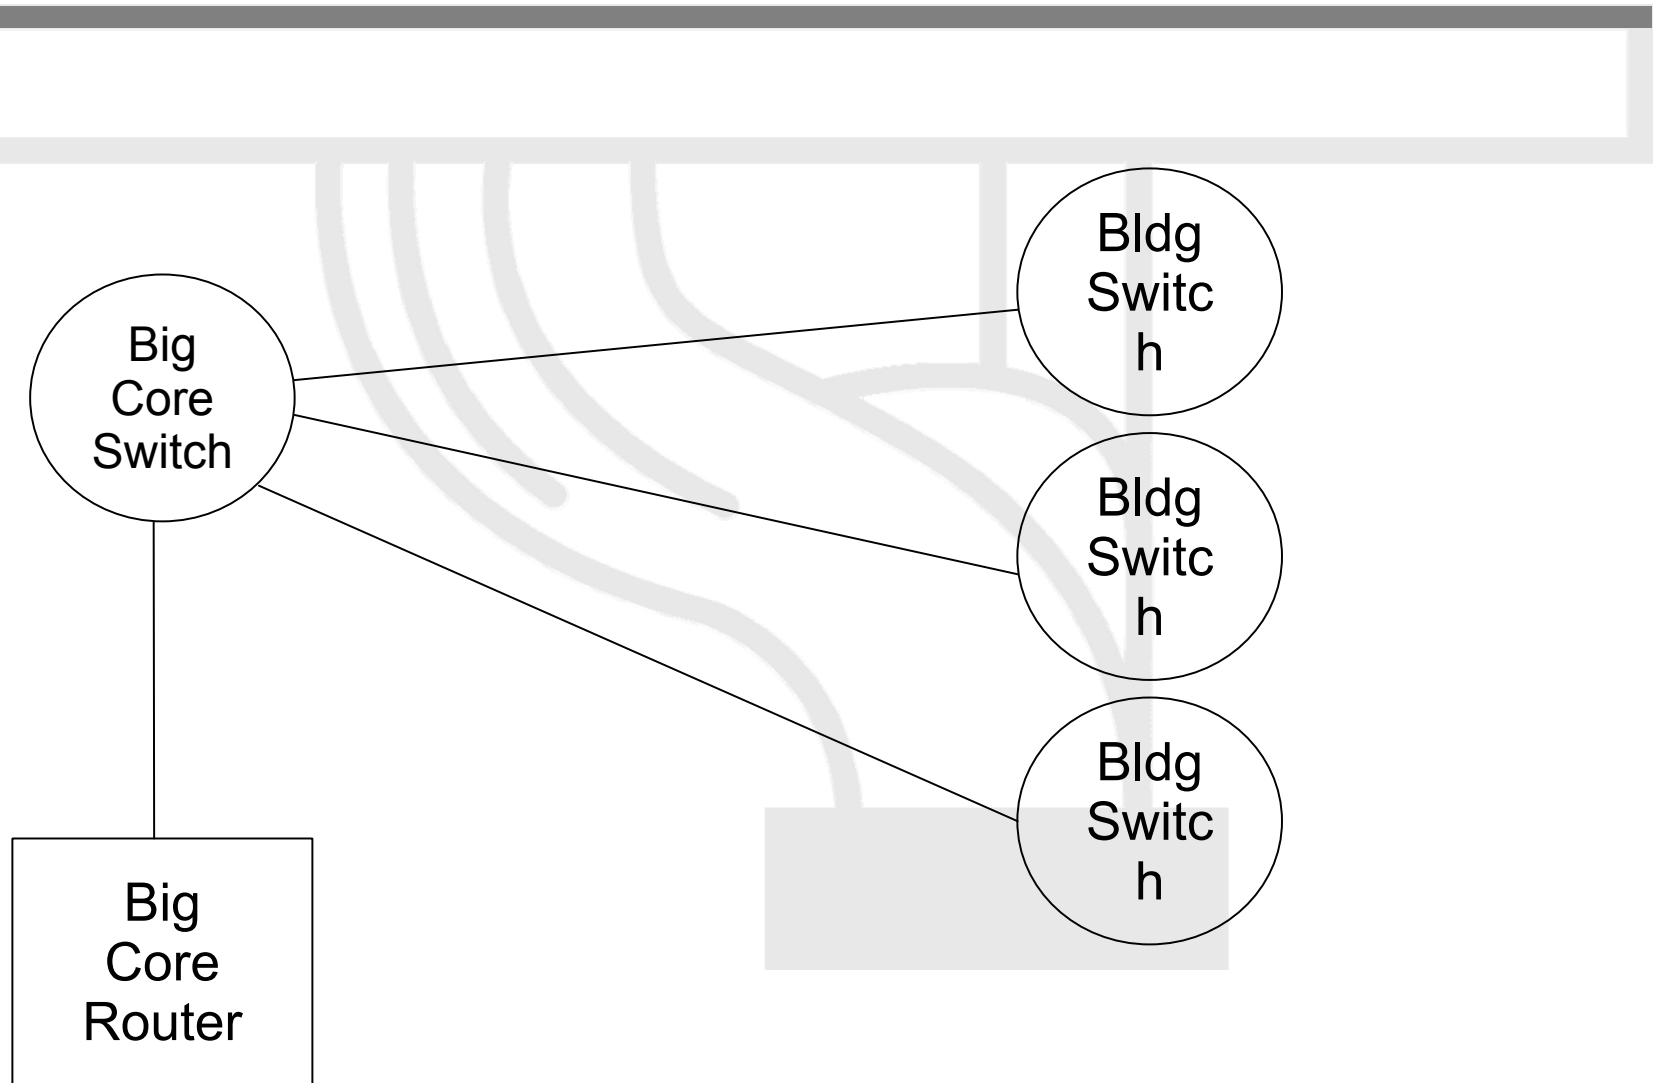 Big
Core
Switch
Bldg
Switc
h
Bldg
Switc
h
Bldg
Switc
h
Big
Core
Router